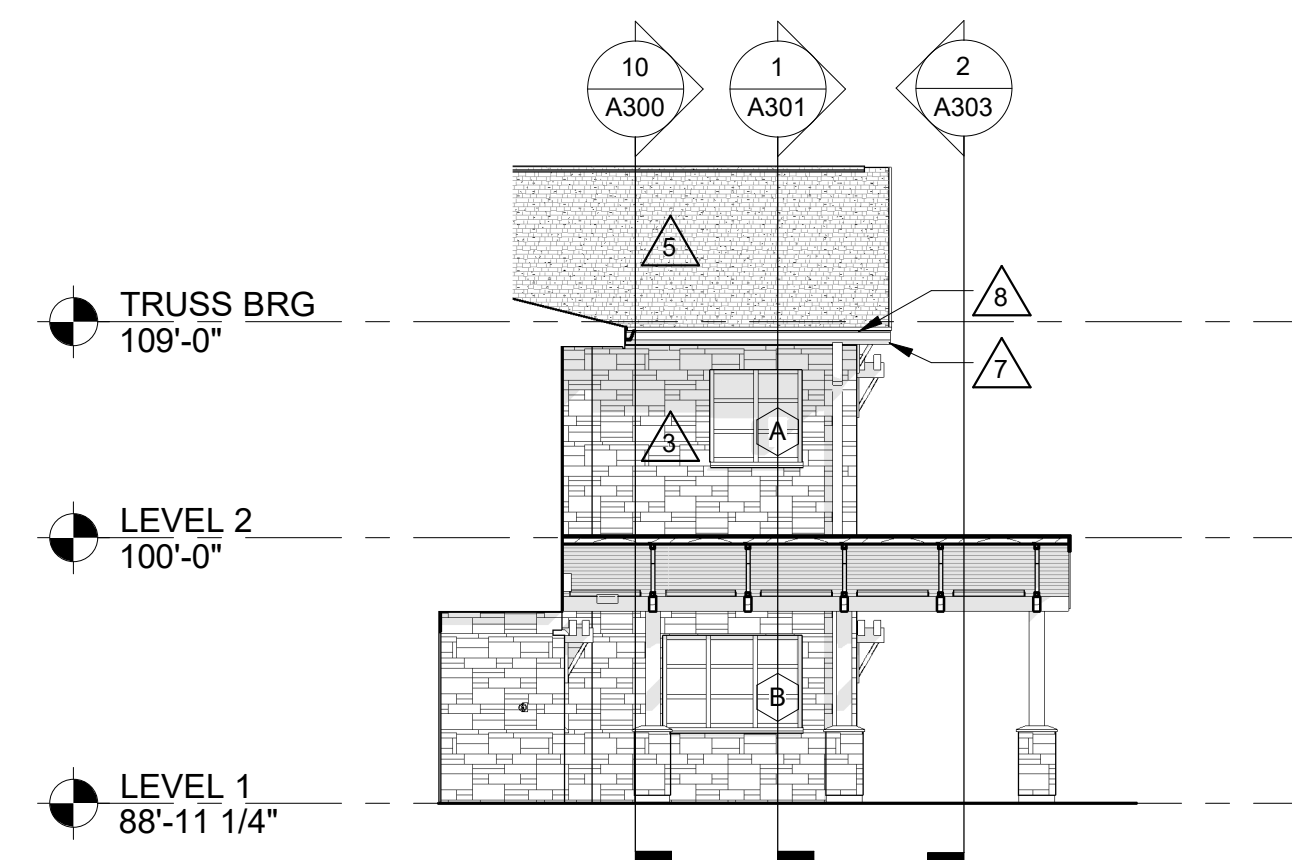 10
A300
1
A301
2
A303
5
8
TRUSS BRG
109'-0"
7
A
3
LEVEL 2
100'-0"
B
LEVEL 1
88'-11 1/4"